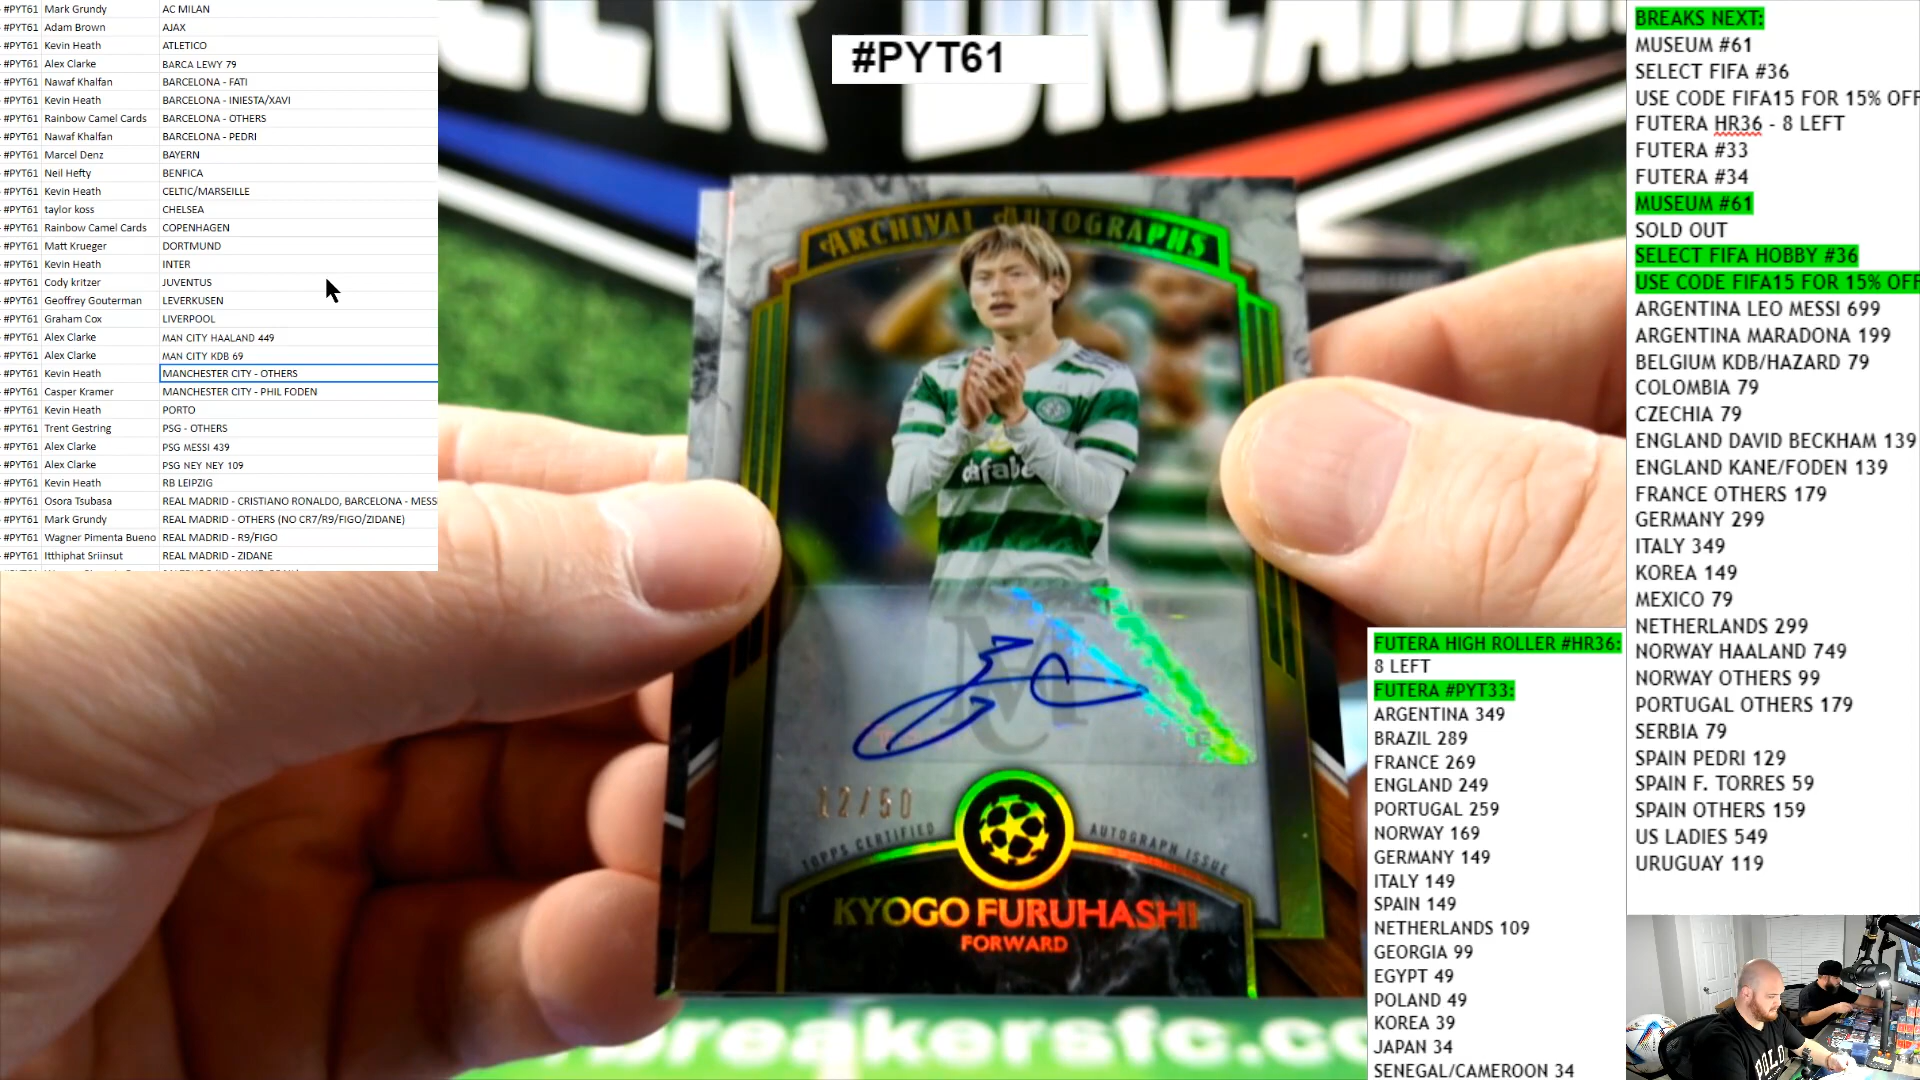 #PYT61 Mark Grundy AC MILAN
#PYT61 Adam Brown AJAX
#PYT61 Kevin Heath ATLETICO
#PYT61 Alex Clarke BARCA LEWY 79
#PYT61 Nawaf Khalfan BARCELONA - FATI
#PYT61 Kevin Heath BARCELONA - INIESTA/XAVI
#PYT61 Rainbow Camel Cards BARCELONA - OTHERS
#PYT61 Nawaf Khalfan BARCELONA - PEDRI
#PYT61 Marcel Denz BAYERN
#PYT61 Neil Hefty BENFICA
#PYT61 Kevin Heath CELTIC/MARSEILLE
#PYT61 taylor koss CHELSEA
#PYT61 Rainbow Camel Cards COPENHAGEN
#PYT61 Matt Krueger DORTMUND
#PYT61 Kevin Heath INTER
#PYT61 Cody kritzer JUVENTUS
#PYT61 Geoffrey Gouterman LEVERKUSEN
#PYT61 Graham Cox LIVERPOOL
#PYT61 Alex Clarke MAN CITY HAALAND 449
#PYT61 Alex Clarke MAN CITY KDB 69
#PYT61 Kevin Heath MANCHESTER CITY - OTHERS
#PYT61 Casper Kramer MANCHESTER CITY - PHIL FODEN
#PYT61 Kevin Heath PORTO
#PYT61 Trent Gestring PSG - OTHERS
#PYT61 Alex Clarke PSG MESSI 439
#PYT61 Alex Clarke PSG NEY NEY 109
#PYT61 Kevin Heath RB LEIPZIG
#PYT61 Osora Tsubasa REAL MADRID - CRISTIANO RONALDO, BARCELONA - MESS
#PYT61 Mark Grundy REAL MADRID - OTHERS (NO CR7/R9/FIGO/ZIDANE)
#PYT61 Wagner Pimenta Bueno REAL MADRID - R9/FIGO
#PYT61 Itthiphat Sriinsut REAL MADRID - ZIDANE
#PYT61
ARCHIVAL AUTOGRAPHS
dafabe
12/50
TOPPS CERTIFIED AUTOGRAPH ISSUE
KYOGO FURUHASHI
FORWARD
breakersfc.co
FUTERA HIGH ROLLER #HR36:
8 LEFT
FUTERA #PYT33:
ARGENTINA 349
BRAZIL 289
FRANCE 269
ENGLAND 249
PORTUGAL 259
NORWAY 169
GERMANY 149
ITALY 149
SPAIN 149
NETHERLANDS 109
GEORGIA 99
EGYPT 49
POLAND 49
KOREA 39
JAPAN 34
SENEGAL/CAMEROON 34
BREAKS NEXT:
MUSEUM #61
SELECT FIFA #36
USE CODE FIFA15 FOR 15% OFF
FUTERA HR36 - 8 LEFT
FUTERA #33
FUTERA #34
MUSEUM #61
SOLD OUT
SELECT FIFA HOBBY #36
USE CODE FIFA15 FOR 15% OFF
ARGENTINA LEO MESSI 699
ARGENTINA MARADONA 199
BELGIUM KDB/HAZARD 79
COLOMBIA 79
CZECHIA 79
ENGLAND DAVID BECKHAM 139
ENGLAND KANE/FODEN 139
FRANCE OTHERS 179
GERMANY 299
ITALY 349
KOREA 149
MEXICO 79
NETHERLANDS 299
NORWAY HAALAND 749
NORWAY OTHERS 99
PORTUGAL OTHERS 179
SERBIA 79
SPAIN PEDRI 129
SPAIN F. TORRES 59
SPAIN OTHERS 159
US LADIES 549
URUGUAY 119
POLO